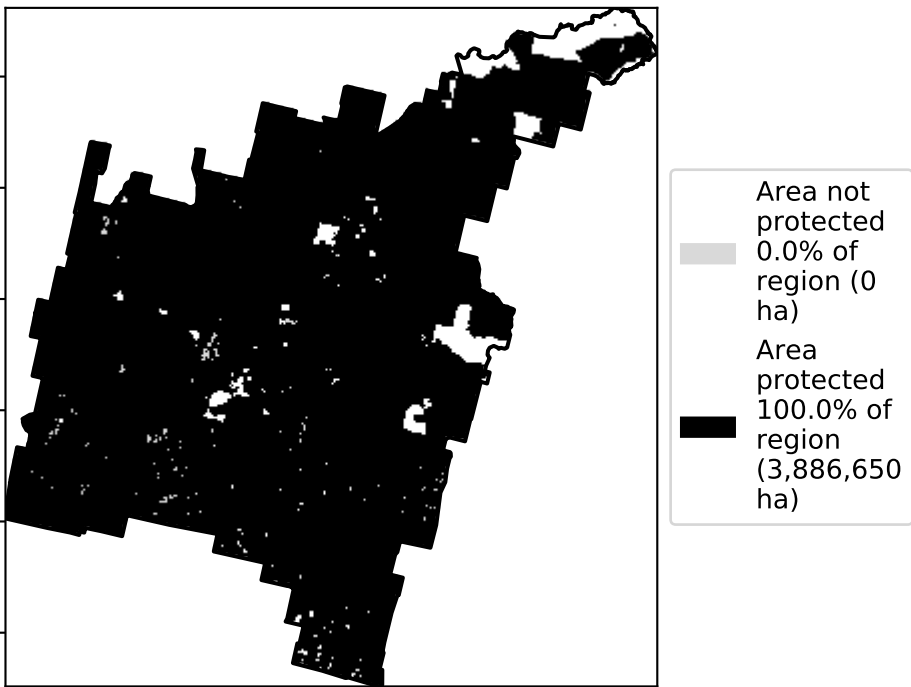 Area not
protected
0.0% of
region (0
ha)
Area
protected
100.0% of
region
(3,886,650
ha)